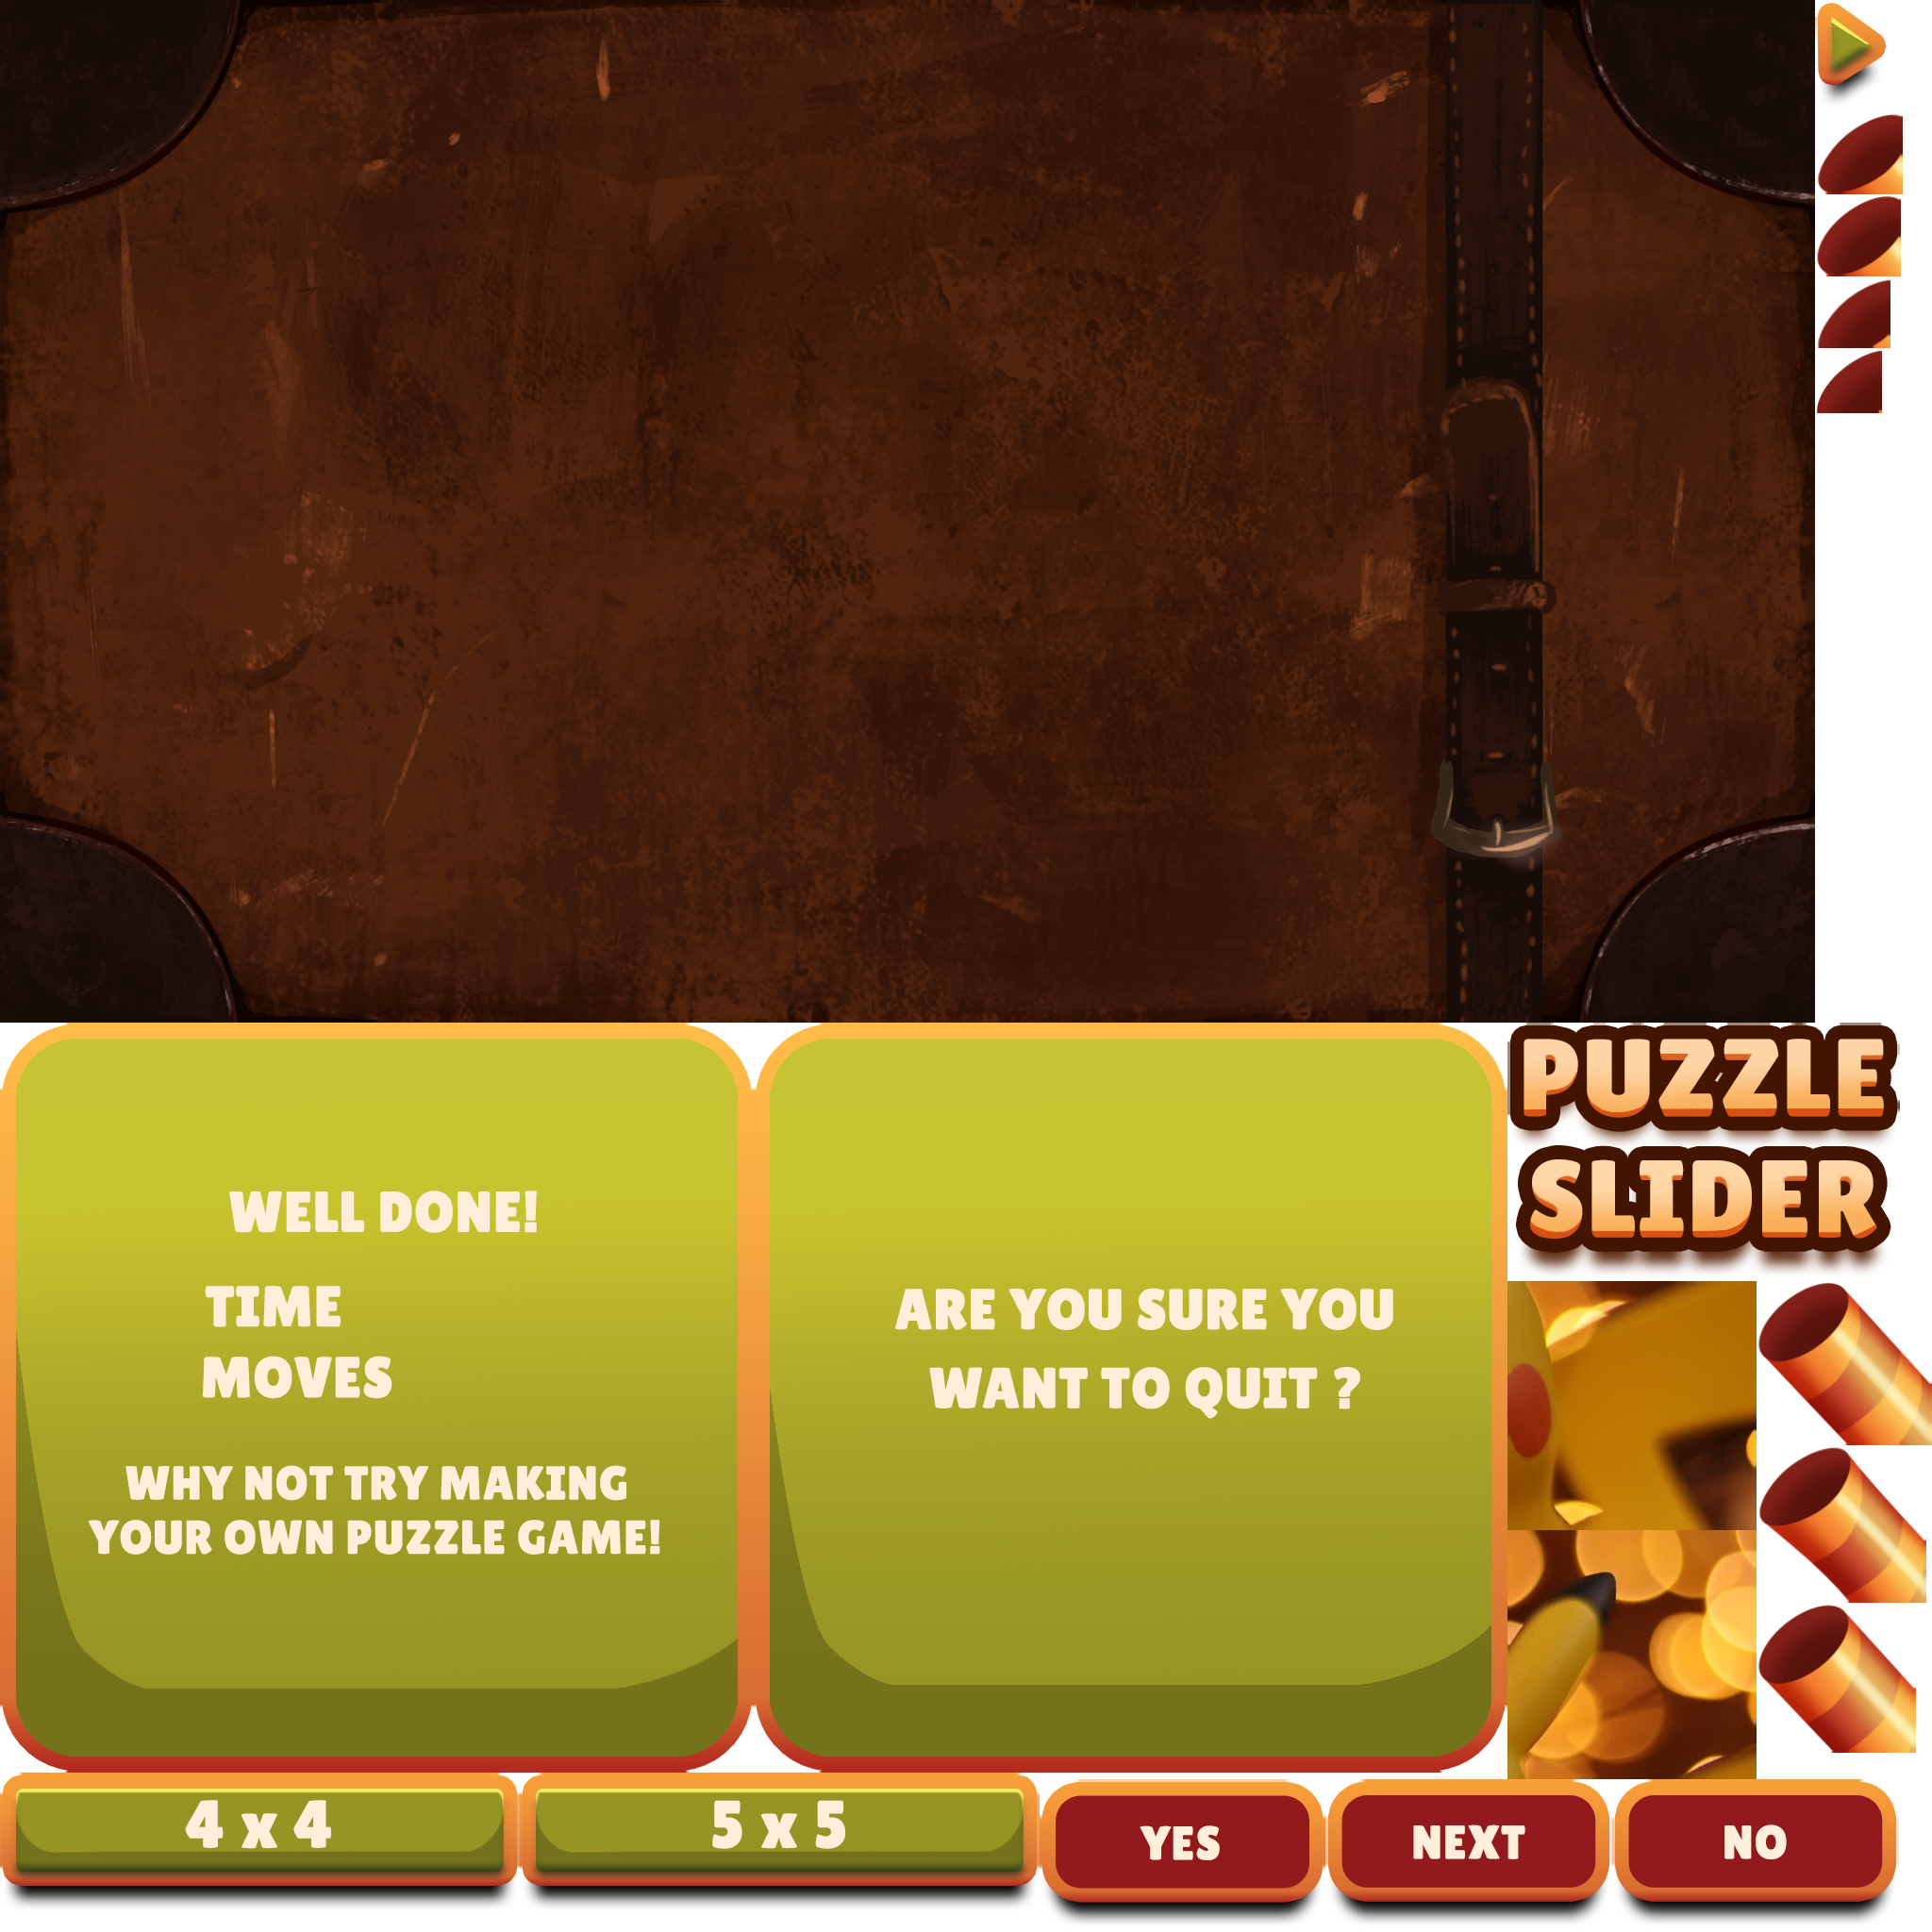 PUZZLE
SLIDER
WELL DONE!
TIME
MOVES
WHY NOT TRY MAKING
YOUR OWN PUZZLE GAME!
ARE YOU SURE YOU
WANT TO QUIT ?
4 x 4
5 x 5
YES
NEXT
NO